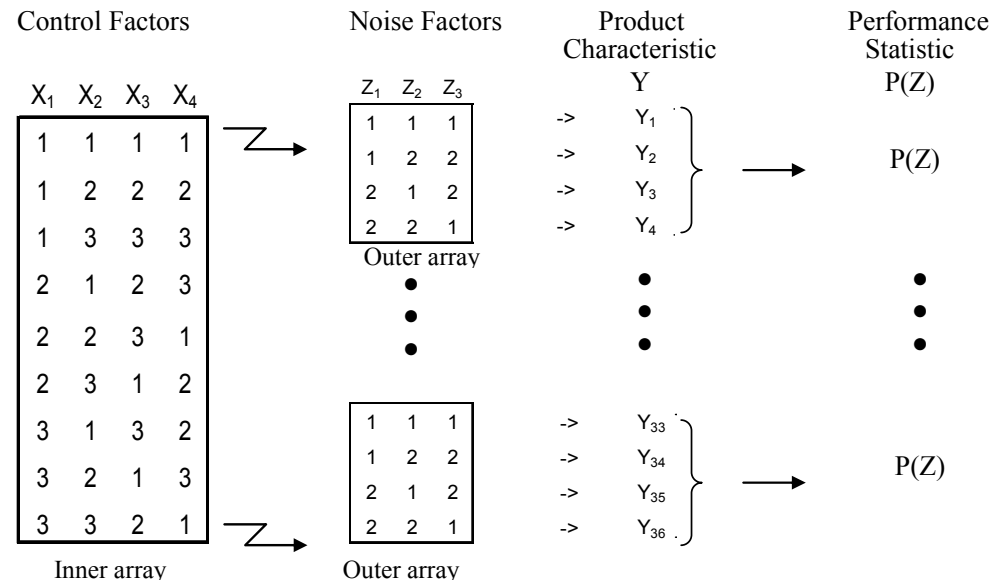 Control Factors Noise Factors Product Characteristic Performance Statistic
X1 X2 X3 X4 Z1 Z2 Z3 Y P(Z)
1 1 1 1
1 2 2 2
1 3 3 3
2 1 2 3
2 2 3 1
2 3 1 2
3 1 3 2
3 2 1 3
3 3 2 1
Inner array
1 1 1 -> Y1
1 2 2 -> Y2
2 1 2 -> Y3
2 2 1 -> Y4
P(Z)
Outer array
1 1 1 -> Y33
1 2 2 -> Y34
2 1 2 -> Y35
2 2 1 -> Y36
P(Z)
Outer array